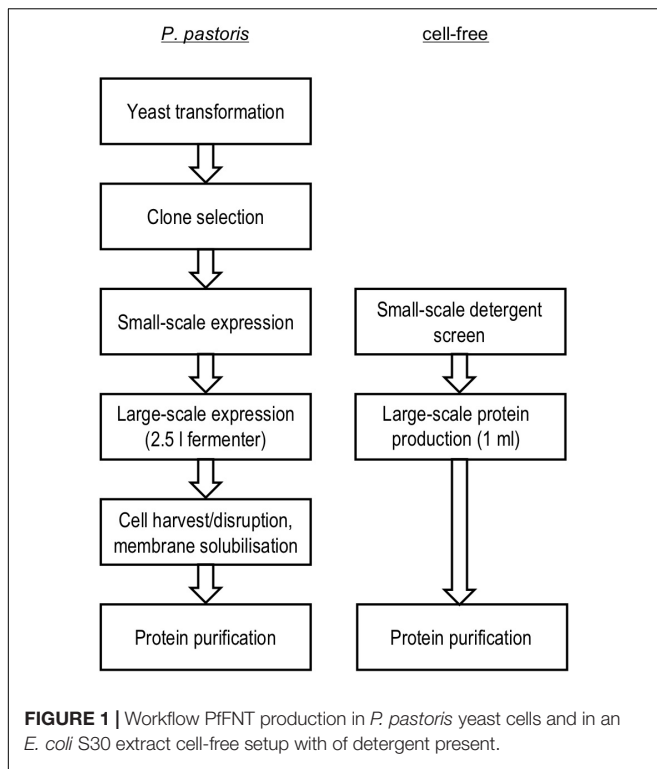 P. pastoris
cell-free
Yeast transformation
Clone selection
Small-scale expression
Large-scale expression
(2.5 l fermenter)
Cell harvest/disruption,
membrane solubilisation
Protein purification
Small-scale detergent
screen
Large-scale protein
production (1 ml)
Protein purification
FIGURE 1 | Workflow PfFNT production in P. pastoris yeast cells and in an
E. coli S30 extract cell-free setup with of detergent present.